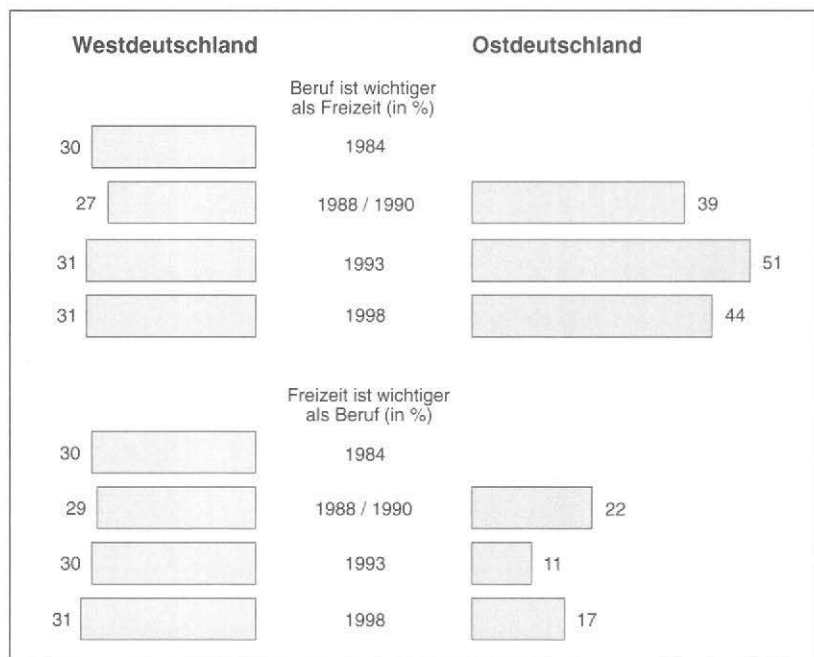 Westdeutschland Ostdeutschland
Beruf ist wichtiger
als Freizeit (in %)
30 1984
27 1988 / 1990 39
31 1993 51
31 1998 44
Freizeit ist wichtiger
als Beruf (in %)
30 1984
29 1988 / 1990 22
30 1993 11
31 1998 17